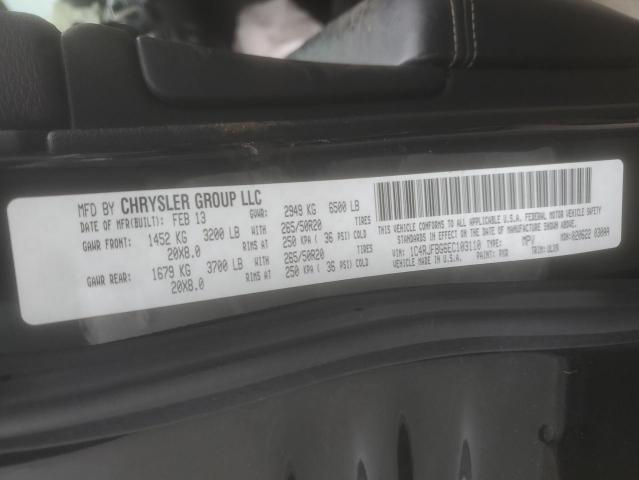 MFD BY CHRYSLER GROUP LLC
DATE OF MFR(BUILT): FEB 13 GVWR: 2949 KG 6500 LB
GAWR FRONT: 1452 KG 3200 LB WITH 265/50R20 TIRES
20X8.0 RIMS AT 250 KPA ( 36 PSI) COLD
GAWR REAR: 1679 KG 3700 LB WITH 265/50R20 TIRES
20X8.0 RIMS AT 250 KPA ( 36 PSI) COLD
THIS VEHICLE CONFORMS TO ALL APPLICABLE U.S.A. FEDERAL MOTOR VEHICLE SAFETY
STANDARDS IN EFFECT ON THE DATE OF MANUFACTURE SHOWN ABOVE.
VIN: 1C4RJFBG6EC103110 TYPE: MPV MDH:
VEHICLE MADE IN U.S.A. PAINT: PXR TRIM: